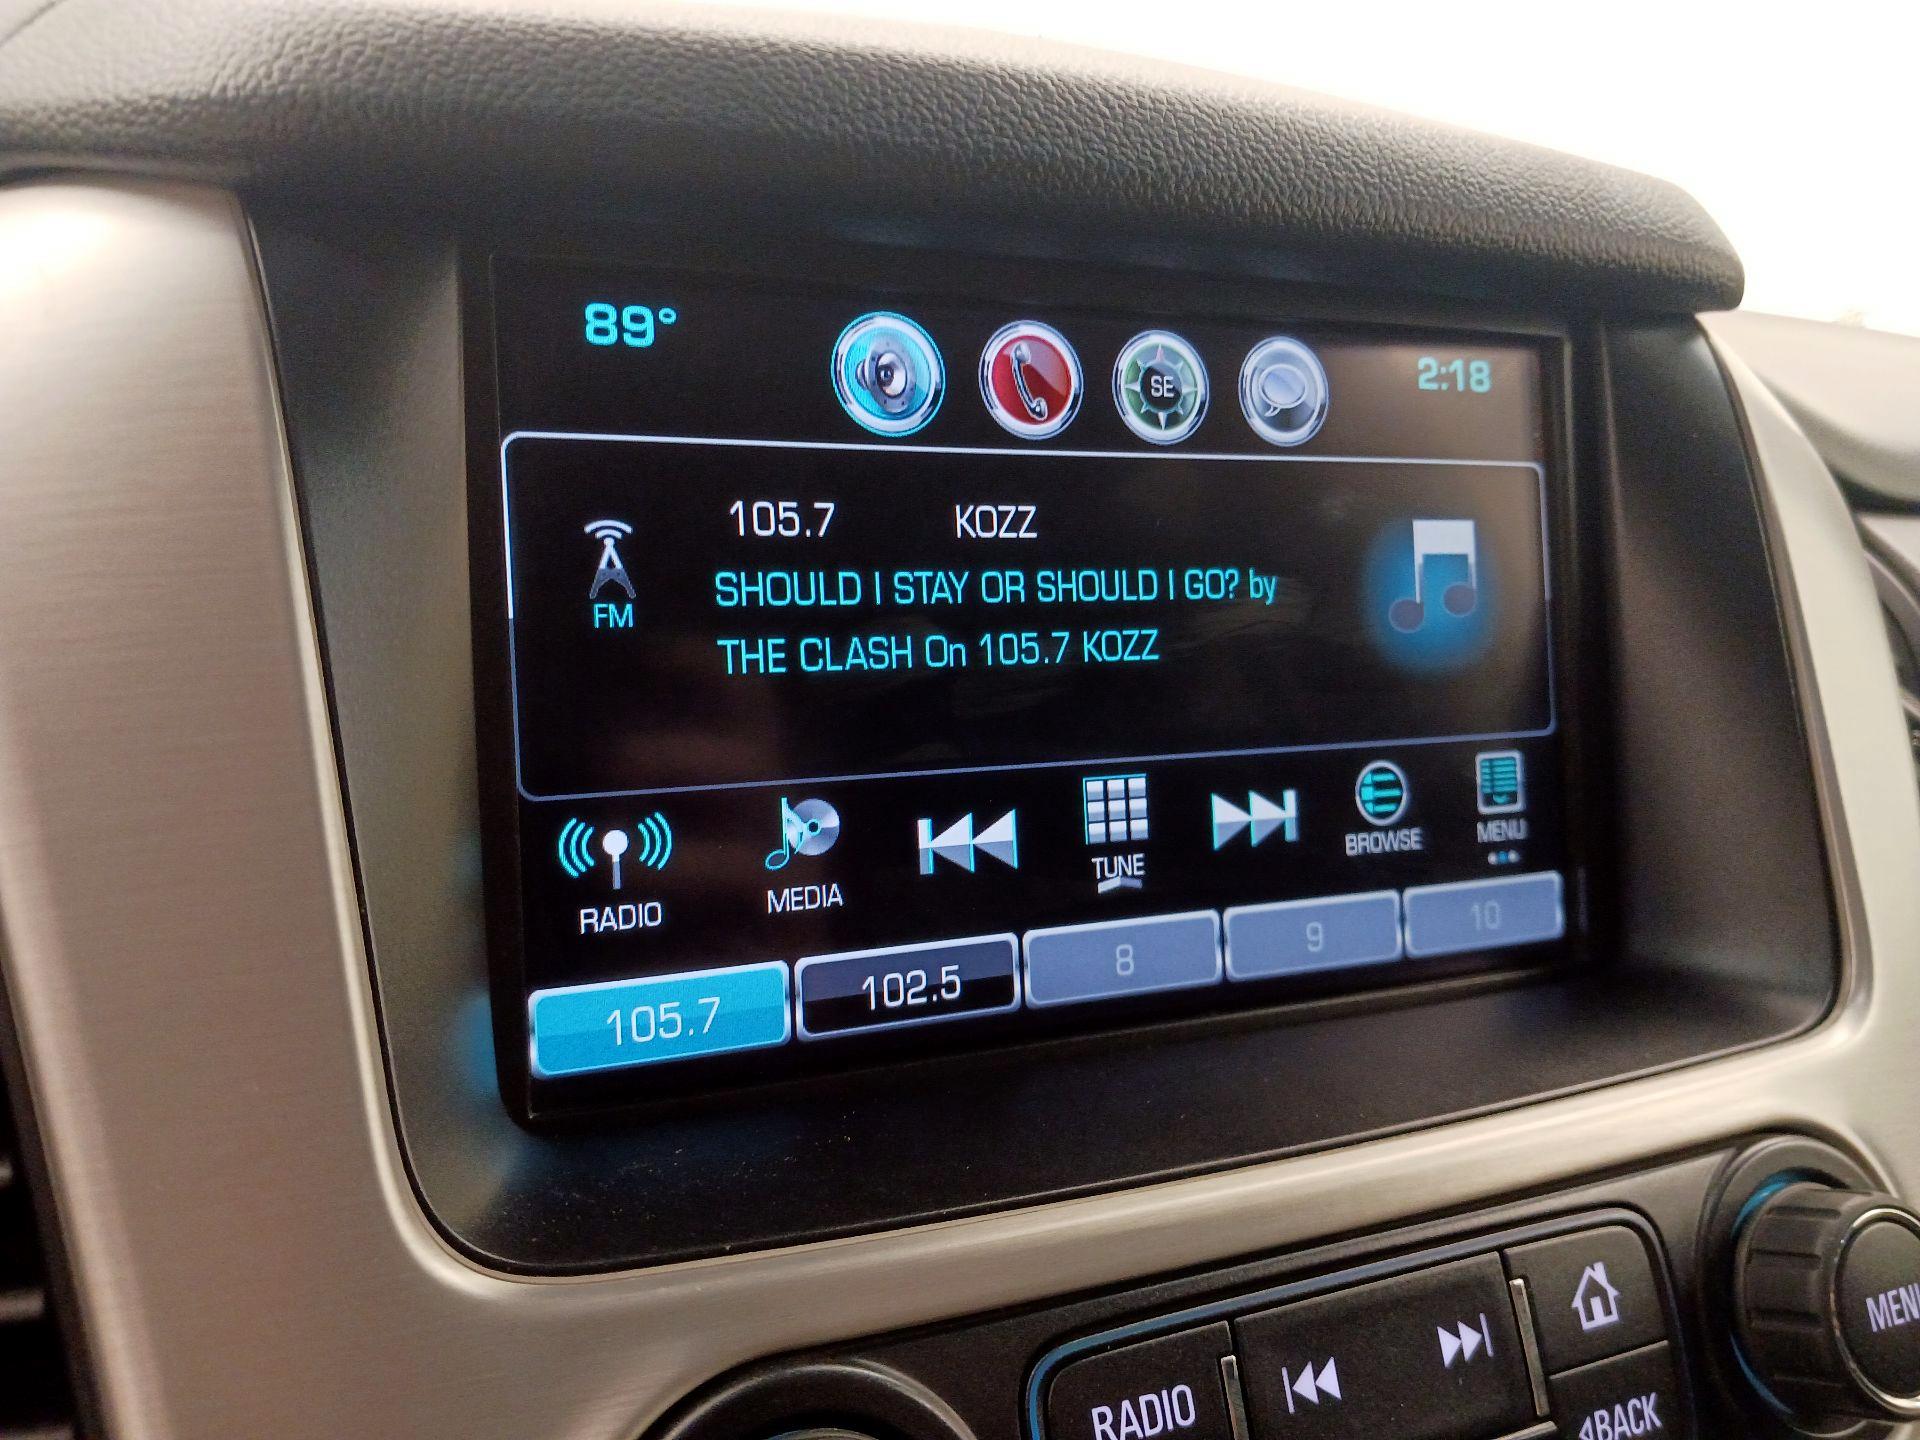 89°
SE
2:18
105.7 KOZZ
FM
SHOULD I STAY OR SHOULD I GO? by
THE CLASH On 105.7 KOZZ
RADIO
MEDIA
TUNE
BROWSE
MENU
105.7
102.5
8
9
10
RADIO
BACK
MENU